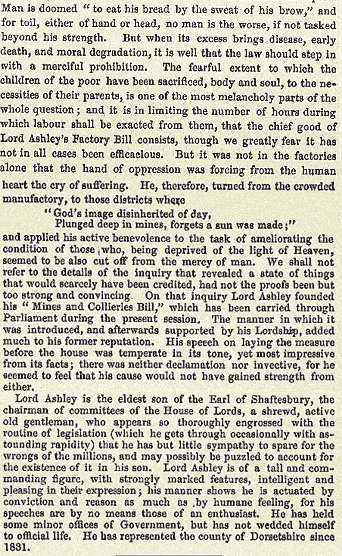 Man is doomed "to eat his bread by the sweat of his brow," and
for toil, either of hand or head, no man is the worse, if not tasked
beyond his strength. But when its excess brings disease, early
death, and moral degradation, it is well that the law should step in
with a merciful prohibition. The fearful extent to which the
children of the poor have been sacrificed, body and soul, to the ne-
cessities of their parents, is one of the most melancholy parts of the
whole question; and it is in limiting the number of hours during
which labour shall be exacted from them, that the chief good of
Lord Ashley's Factory Bill consists, though we greatly fear it has
not in all cases been efficacious. But it was not in the factories
alone that the hand of oppression was forcing from the human
heart the cry of suffering. He, therefore, turned from the crowded
manufactory, to those districts where
"God's image disinherited of day,
Plunged deep in mines, forgets a sun was made;"
and applied his active benevolence to the task of ameliorating the
condition of those, who, being deprived of the light of Heaven,
seemed to be also cut off from the mercy of man. We shall not
refer to the details of the inquiry that revealed a state of things
that would scarcely have been credited, had not the proofs been but
too strong and convincing. On that inquiry Lord Ashley founded
his "Mines and Collieries Bill," which has been carried through
Parliament during the present session. The manner in which it
was introduced, and afterwards supported by his Lordship, added
much to his former reputation. His speech on laying the measure
before the house was temperate in its tone, yet most impressive
from its facts; there was neither declamation nor invective, for he
seemed to feel that his cause would not have gained strength from
either.
Lord Ashley is the eldest son of the Earl of Shaftesbury, the
chairman of committees of the House of Lords, a shrewd, active
old gentleman, who appears so thoroughly engrossed with the
routine of legislation (which he gets through occasionally with as-
tounding rapidity) that he has but little sympathy to spare for the
wrongs of the millions, and may possibly be puzzled to account for
the existence of it in his son. Lord Ashley is of a tall and com-
manding figure, with strongly marked features, intelligent and
pleasing in their expression; his manner shows he is actuated by
conviction and reason as much as by humane feeling, for his
speeches are by no means those of an enthusiast. He has held
some minor offices of Government, but has not wedded himself
to official life. He has represented the county of Dorsetshire since
1831.